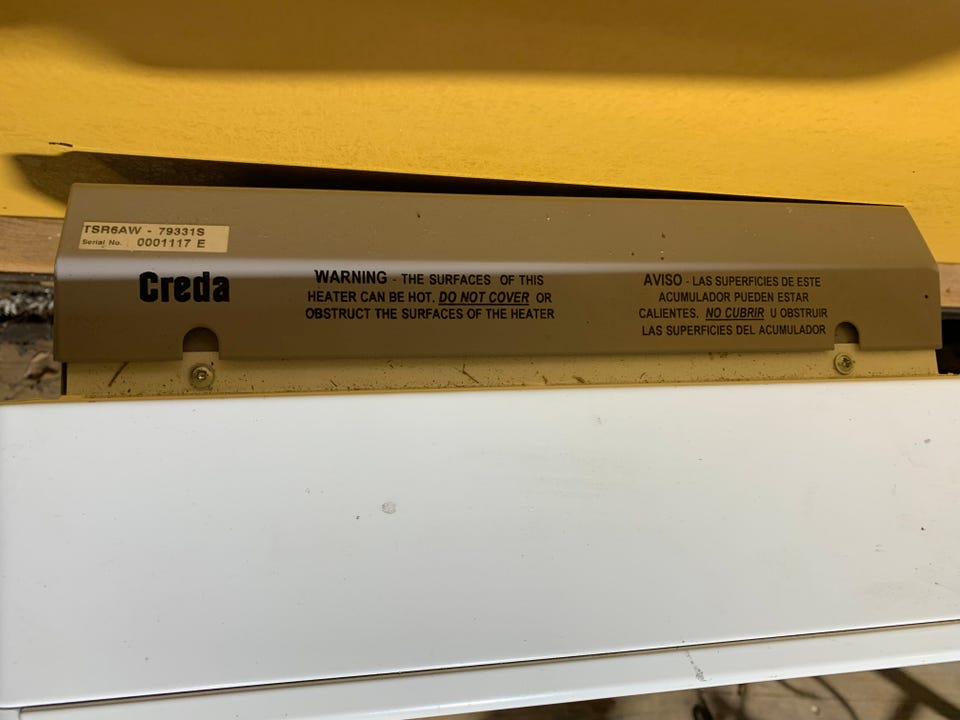 TSR6AW - 79331S
Serial No. 0001117 E
Creda
WARNING - THE SURFACES OF THIS
HEATER CAN BE HOT. DO NOT COVER OR
OBSTRUCT THE SURFACES OF THE HEATER
AVISO - LAS SUPERFICIES DE ESTE
ACUMULADOR PUEDEN ESTAR
CALIENTES. NO CUBRIR U OBSTRUIR
LAS SUPERFICIES DEL ACUMULADOR